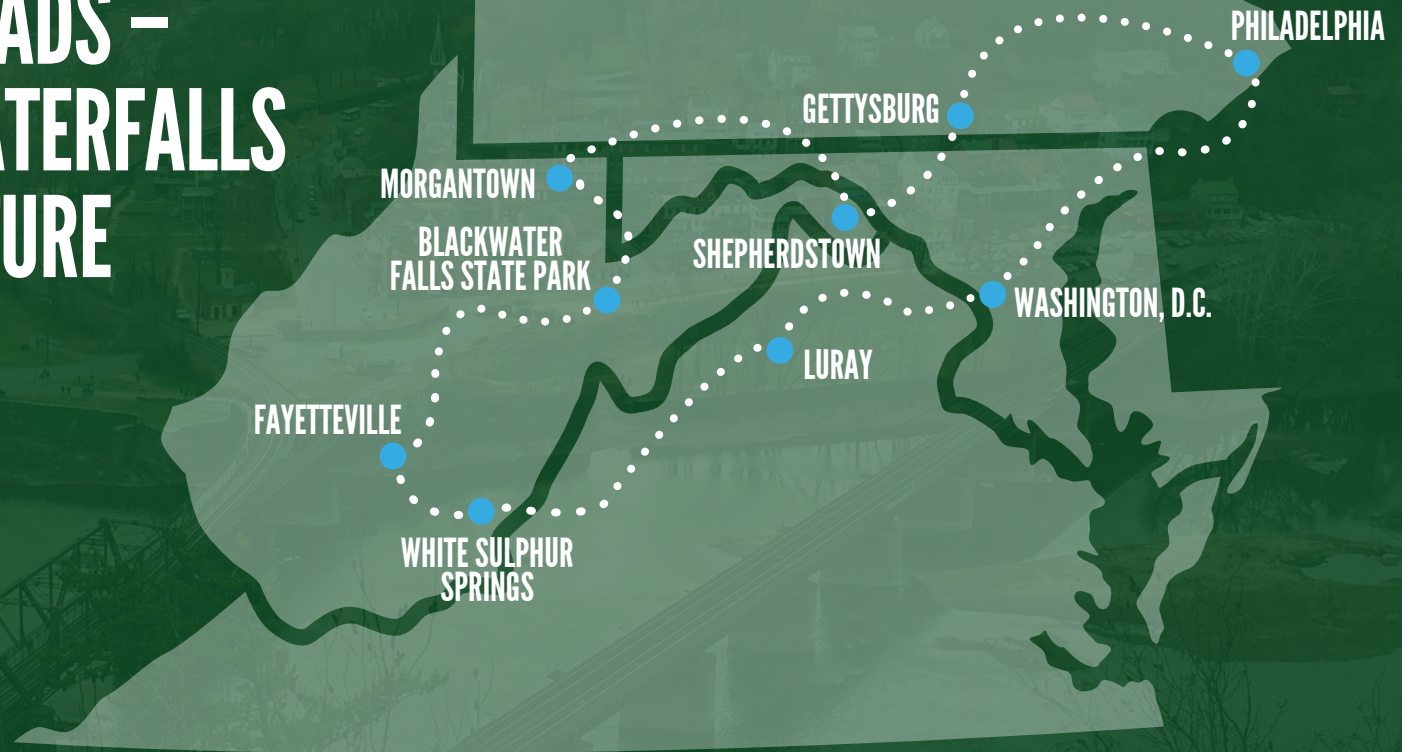 ADS –
ATERFALLS
URE
PHILADELPHIA
GETTYSBURG
MORGANTOWN
BLACKWATER
FALLS STATE PARK
SHEPHERDSTOWN
WASHINGTON, D.C.
LURAY
FAYETTEVILLE
WHITE SULPHUR
SPRINGS